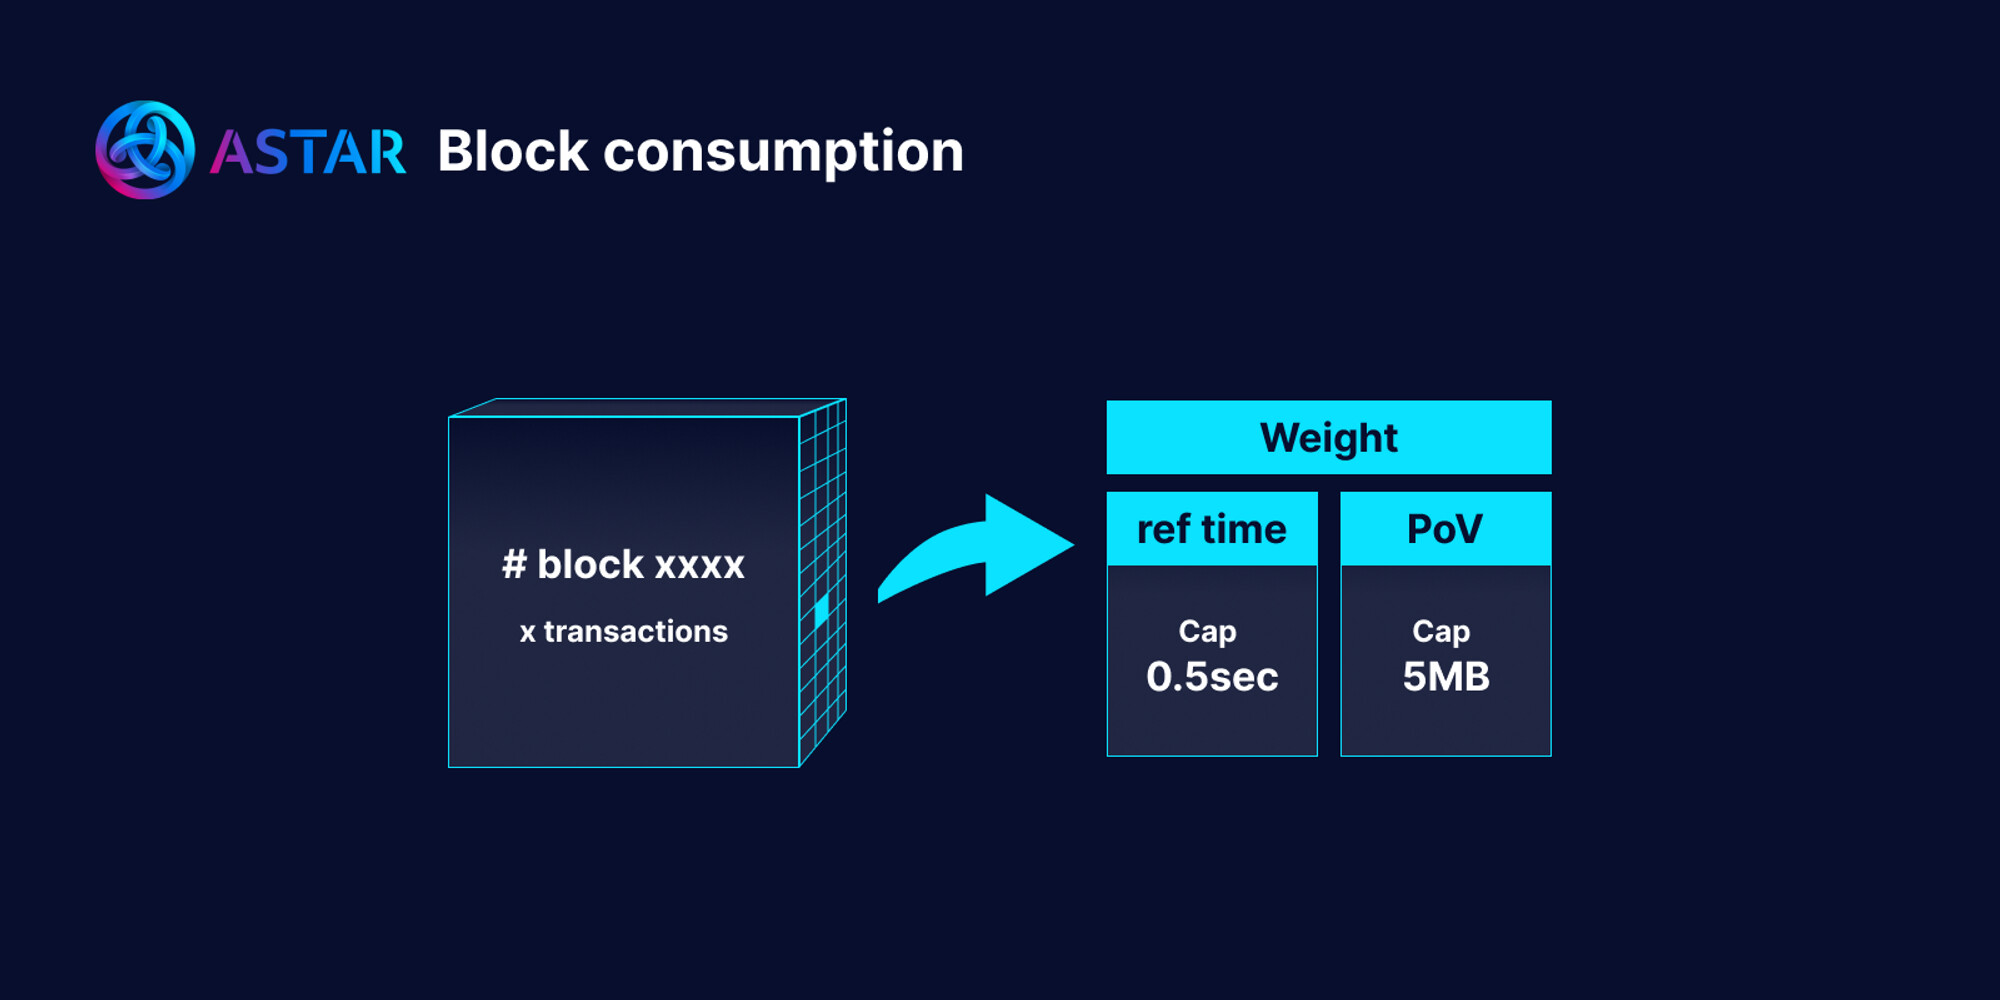 ASTAR Block consumption
# block xxxx
x transactions
Weight
ref time
Cap
0.5sec
PoV
Cap
5MB